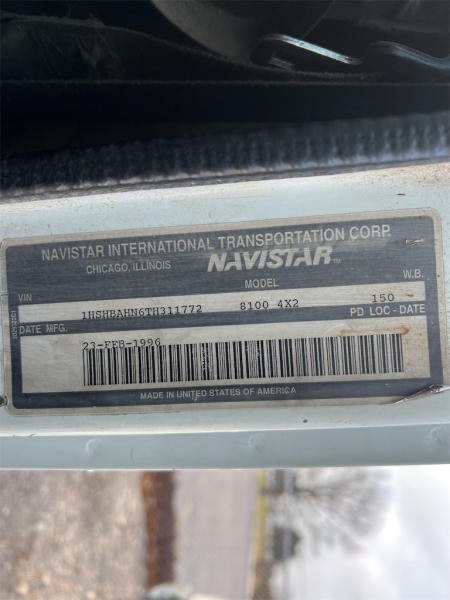 NAVISTAR INTERNATIONAL TRANSPORTATION CORP.
CHICAGO, ILLINOIS NAVISTAR™
VIN MODEL W.B.
1HSHBAHN6TH311772 8100 4X2 150
DATE MFG. PD LOC - DATE
23-FEB-1996
MADE IN UNITED STATES OF AMERICA